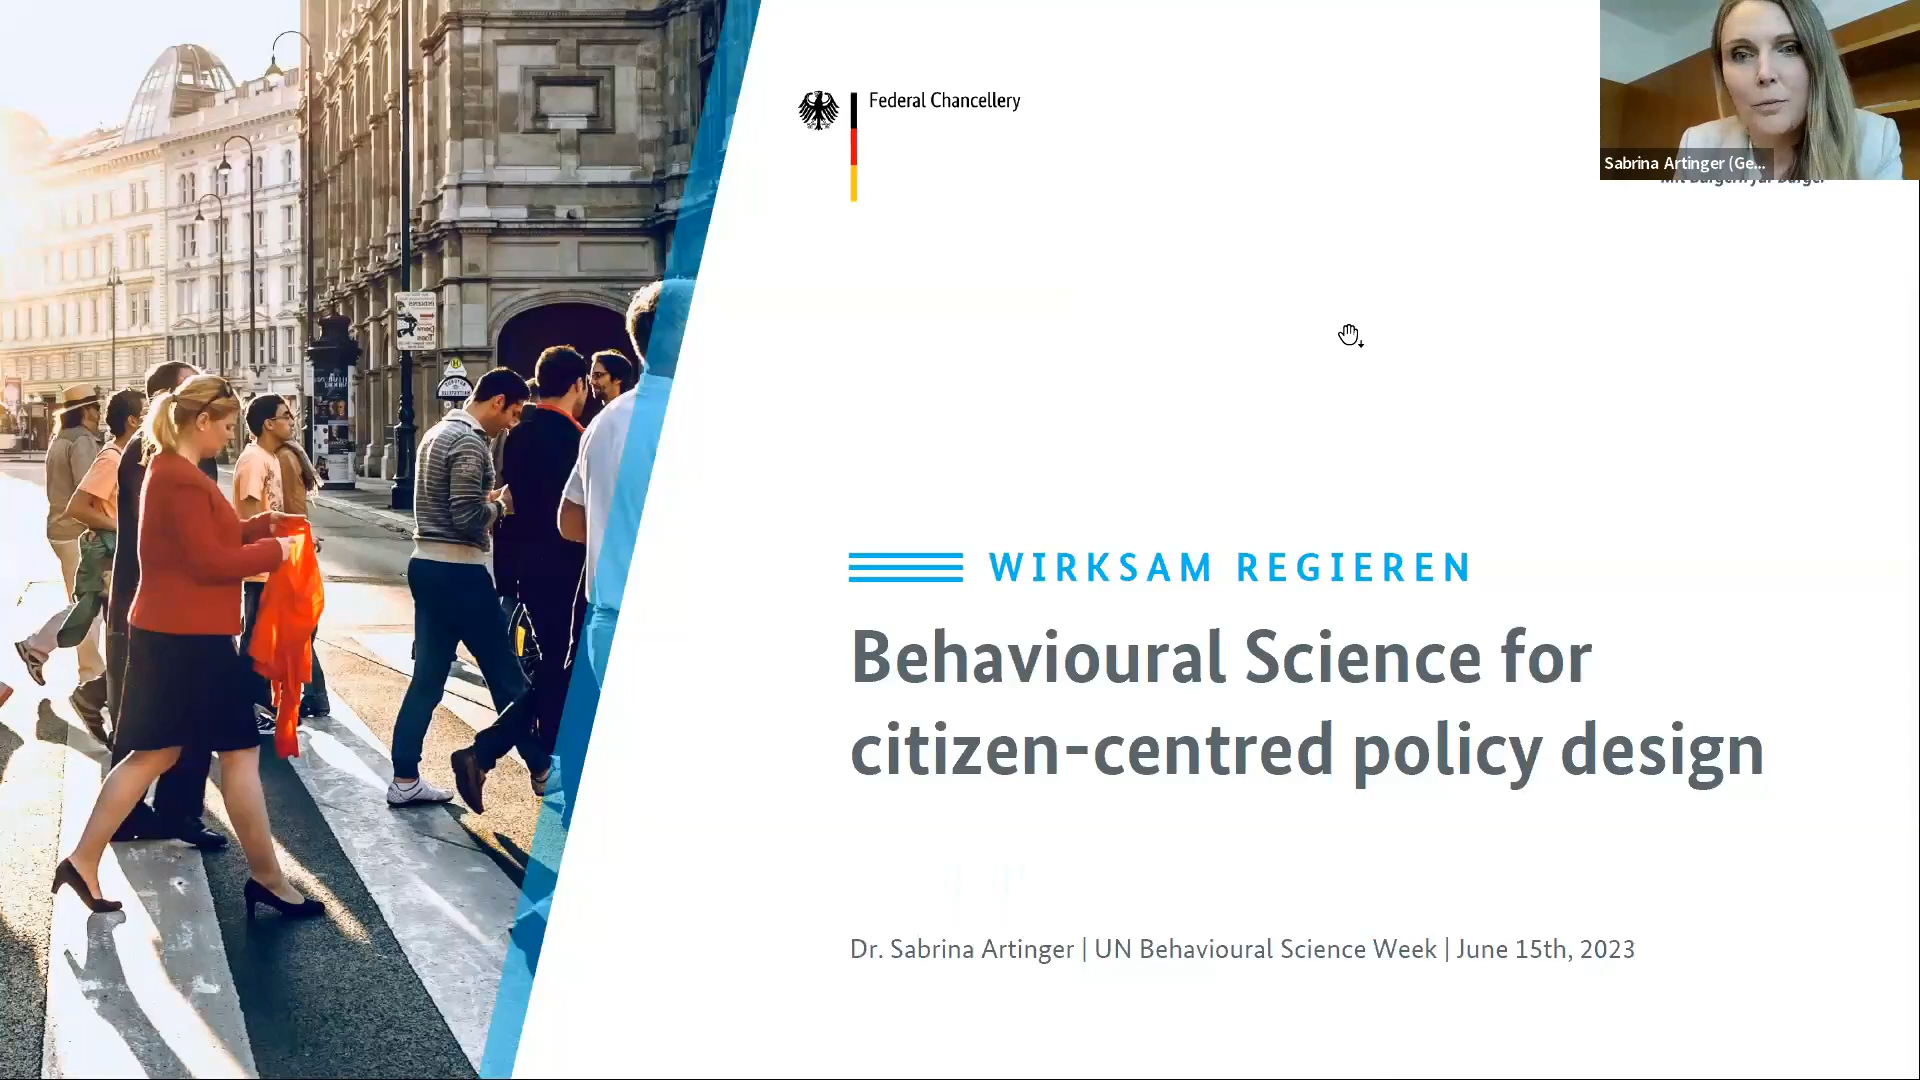 Federal Chancellery
Sabrina Artinger (Ge...
WIRKSAM REGIEREN
Behavioural Science for
citizen-centred policy design
Dr. Sabrina Artinger | UN Behavioural Science Week | June 15th, 2023